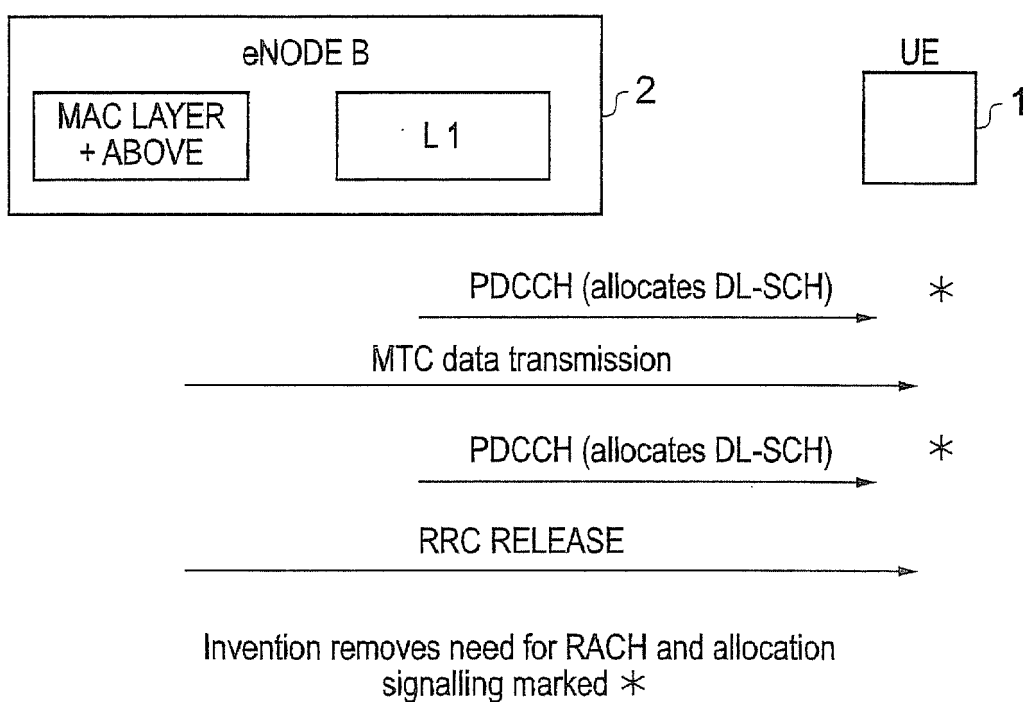 eNODE B
UE
MAC LAYER
+ ABOVE
L1
2
1
PDCCH (allocates DL-SCH) *
MTC data transmission
PDCCH (allocates DL-SCH) *
RRC RELEASE
Invention removes need for RACH and allocation
signalling marked *